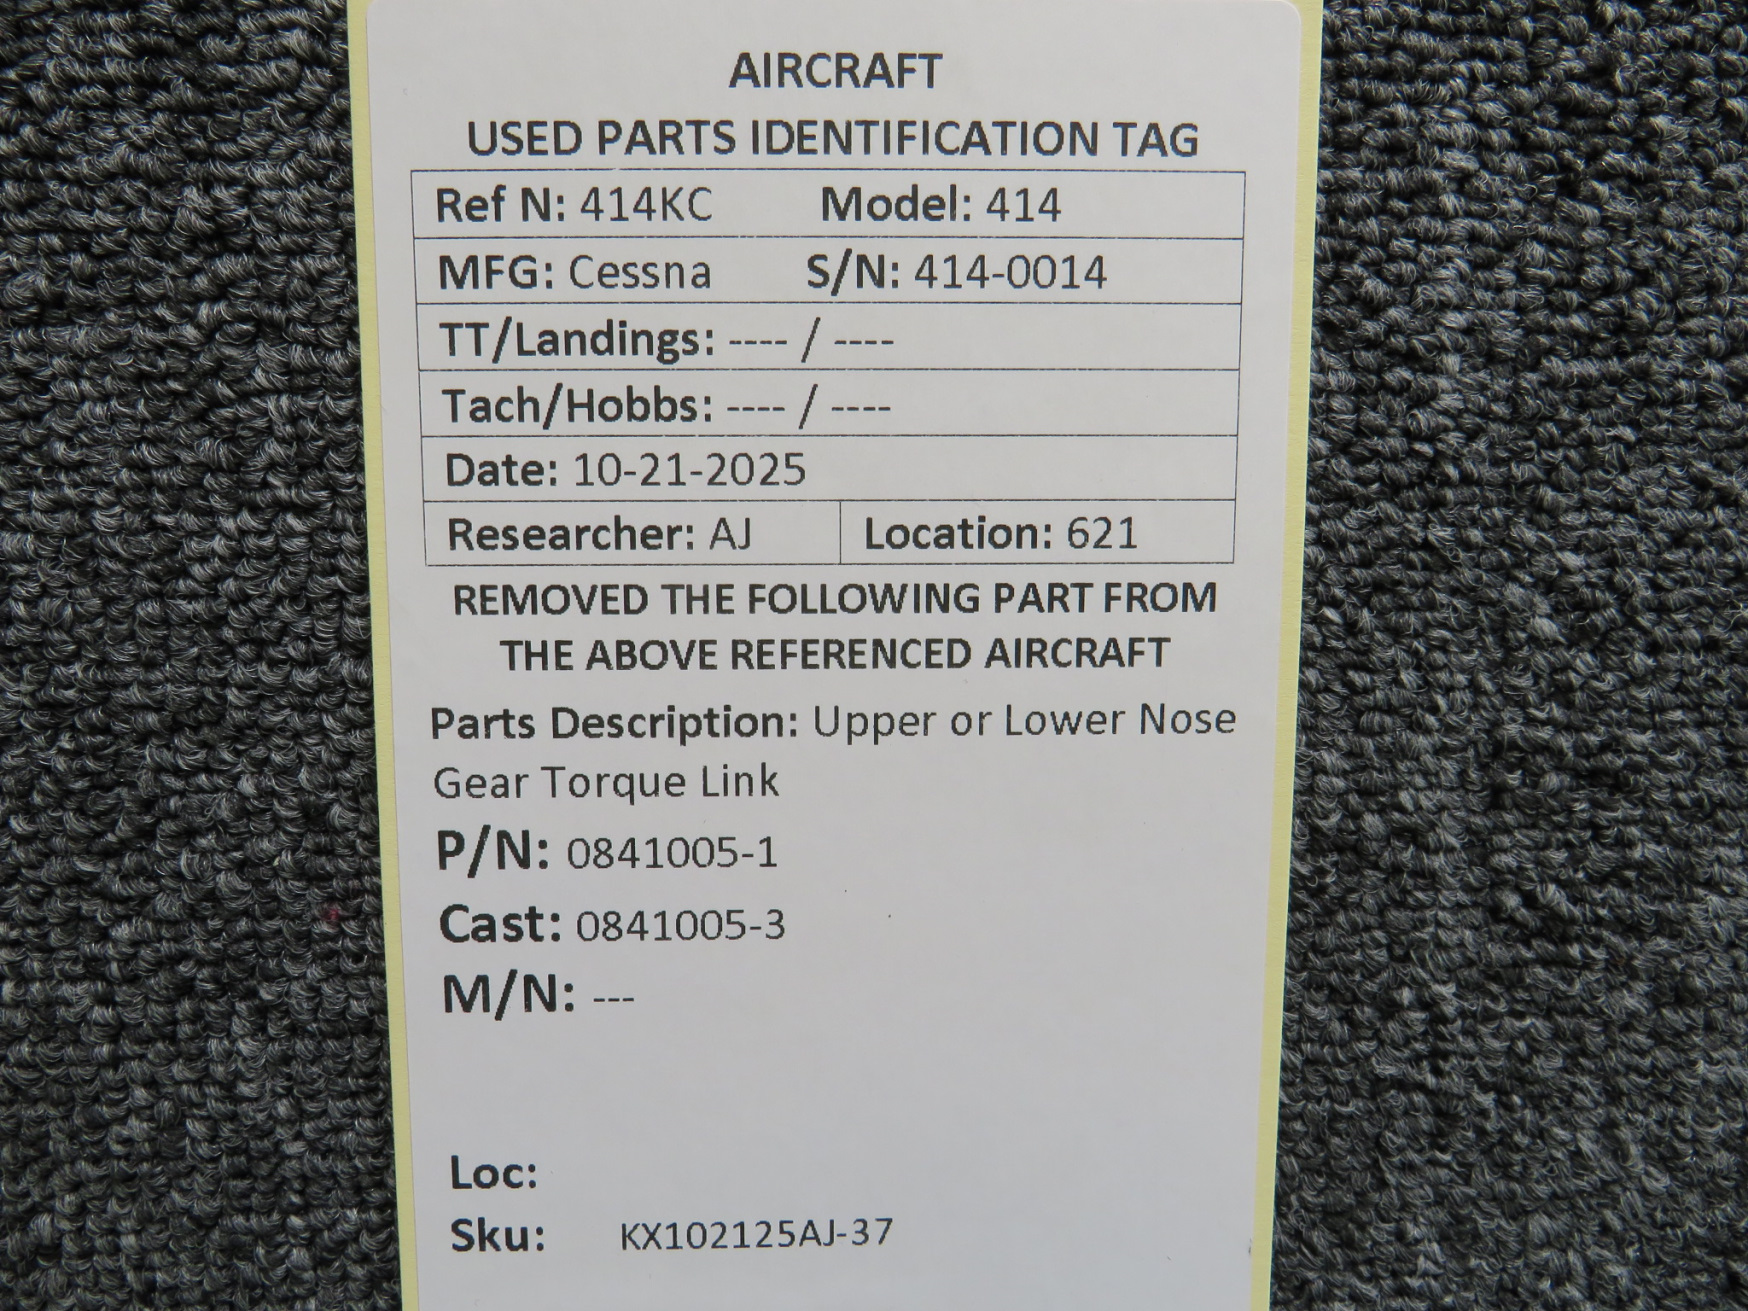 AIRCRAFT
USED PARTS IDENTIFICATION TAG
Ref N: 414KC Model: 414
MFG: Cessna S/N: 414-0014
TT/Landings: ---- / ----
Tach/Hobbs: ---- / ----
Date: 10-21-2025
Researcher: AJ Location: 621
REMOVED THE FOLLOWING PART FROM
THE ABOVE REFERENCED AIRCRAFT
Parts Description: Upper or Lower Nose
Gear Torque Link
P/N: 0841005-1
Cast: 0841005-3
M/N: ---
Loc:
Sku: KX102125AJ-37